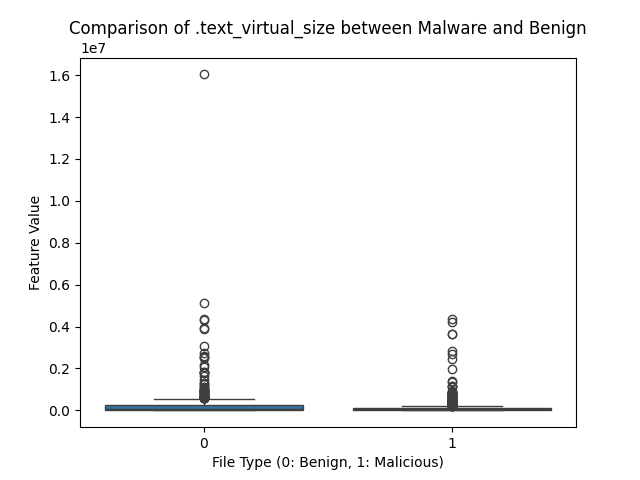 Comparison of .text_virtual_size between Malware and Benign
1e7
1.6
1.4
1.2
1.0
0.8
0.6
0.4
0.2
0.0
Feature Value
0 1
File Type (0: Benign, 1: Malicious)